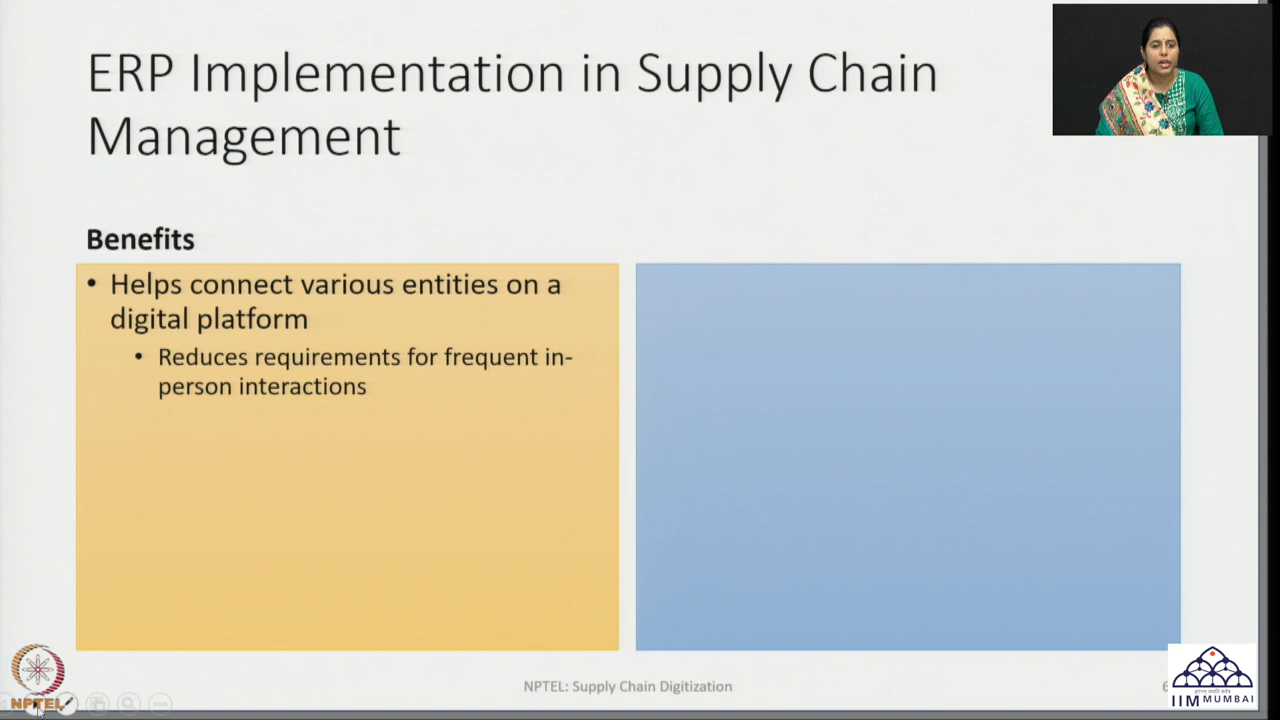 ERP Implementation in Supply Chain
Management
Benefits
• Helps connect various entities on a
digital platform
• Reduces requirements for frequent in-
person interactions
NPTEL
NPTEL: Supply Chain Digitization
IIM MUMBAI